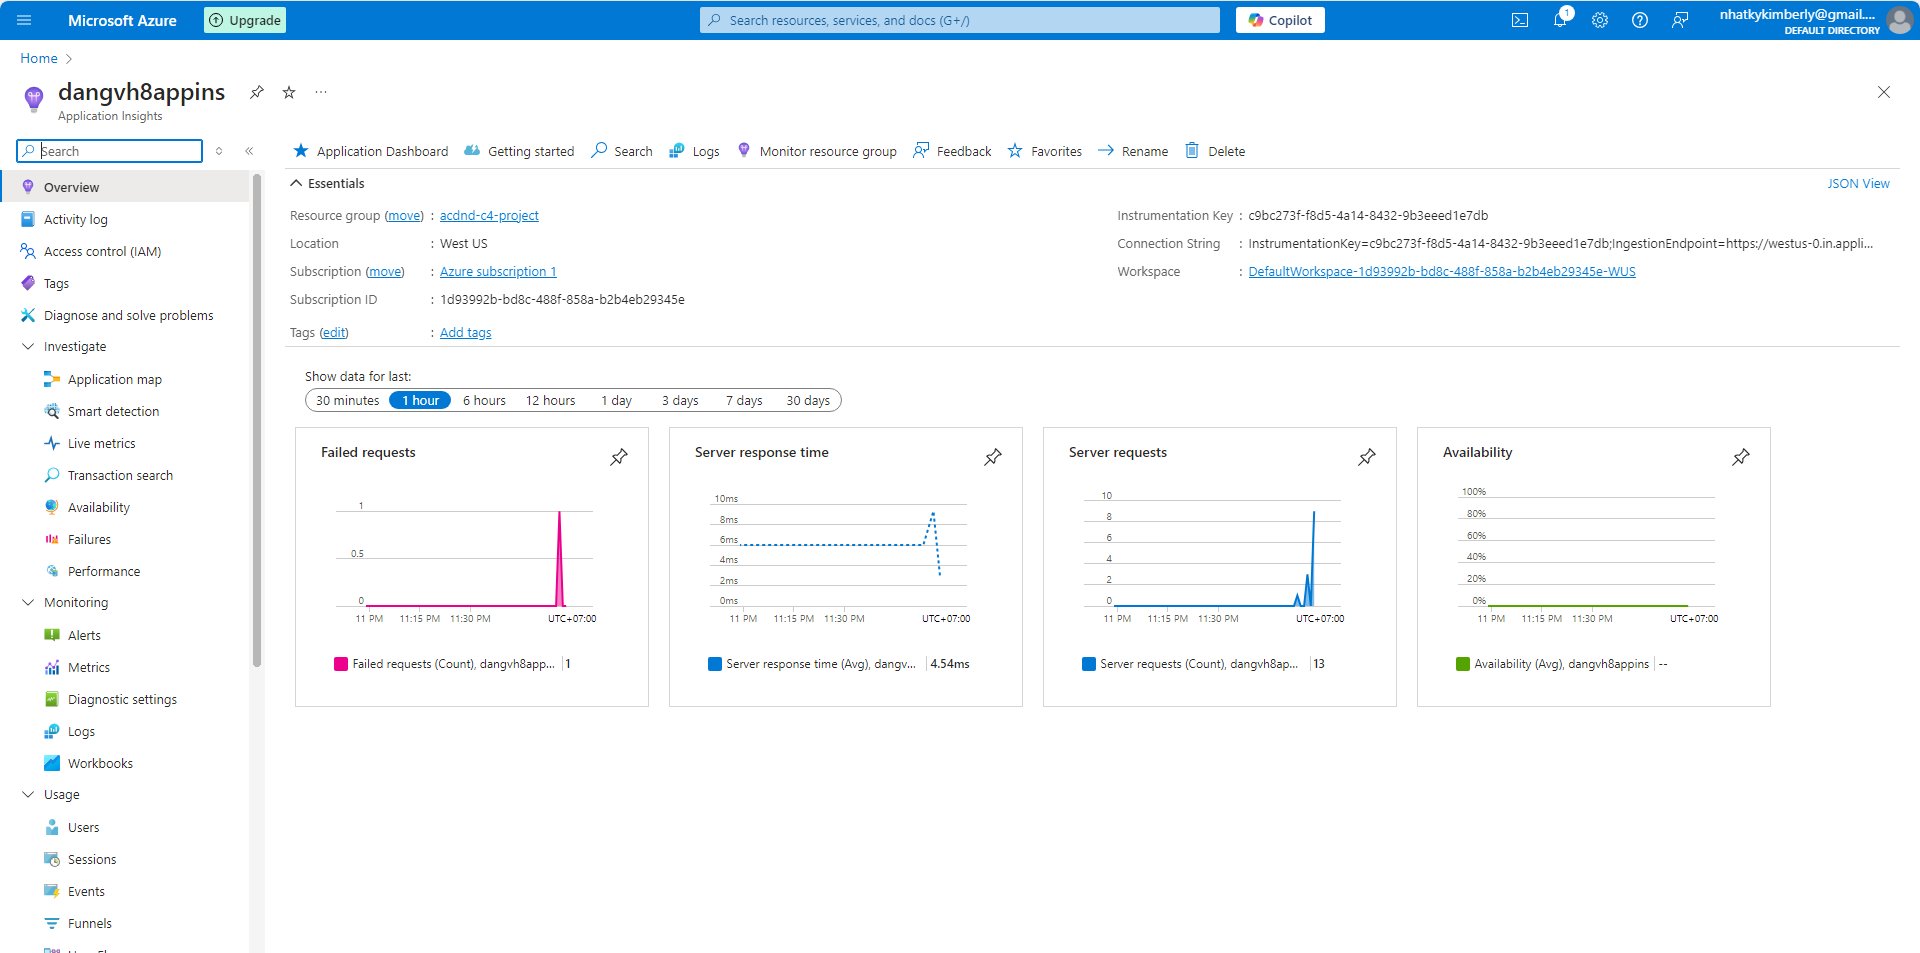 Microsoft Azure
Upgrade
Search resources, services, and docs (G+/)
Copilot
1
nhatkykimberly@gmail....
DEFAULT DIRECTORY
Home
dangvh8appins
Application Insights
Search
Application Dashboard
Getting started
Search
Logs
Monitor resource group
Feedback
Favorites
Rename
Delete
Overview
Activity log
Access control (IAM)
Tags
Diagnose and solve problems
Investigate
Application map
Smart detection
Live metrics
Transaction search
Availability
Failures
Performance
Monitoring
Alerts
Metrics
Diagnostic settings
Logs
Workbooks
Usage
Users
Sessions
Events
Funnels
Essentials
JSON View
Resource group (move) : acdnd-c4-project
Location : West US
Subscription (move) : Azure subscription 1
Subscription ID : 1d93992b-bd8c-488f-858a-b2b4eb29345e
Tags (edit) : Add tags
Instrumentation Key : c9bc273f-f8d5-4a14-8432-9b3eeed1e7db
Connection String : InstrumentationKey=c9bc273f-f8d5-4a14-8432-9b3eeed1e7db;IngestionEndpoint=https://westus-0.in.appli...
Workspace : DefaultWorkspace-1d93992b-bd8c-488f-858a-b2b4eb29345e-WUS
Show data for last:
30 minutes 1 hour 6 hours 12 hours 1 day 3 days 7 days 30 days
Failed requests
1
0.5
0
11 PM 11:15 PM 11:30 PM UTC+07:00
Failed requests (Count), dangvh8app... 1
Server response time
10ms
8ms
6ms
4ms
2ms
0ms
11 PM 11:15 PM 11:30 PM UTC+07:00
Server response time (Avg), dangv... 4.54ms
Server requests
10
8
6
4
2
0
11 PM 11:15 PM 11:30 PM UTC+07:00
Server requests (Count), dangvh8ap... 13
Availability
100%
80%
60%
40%
20%
0%
11 PM 11:15 PM 11:30 PM UTC+07:00
Availability (Avg), dangvh8appins --